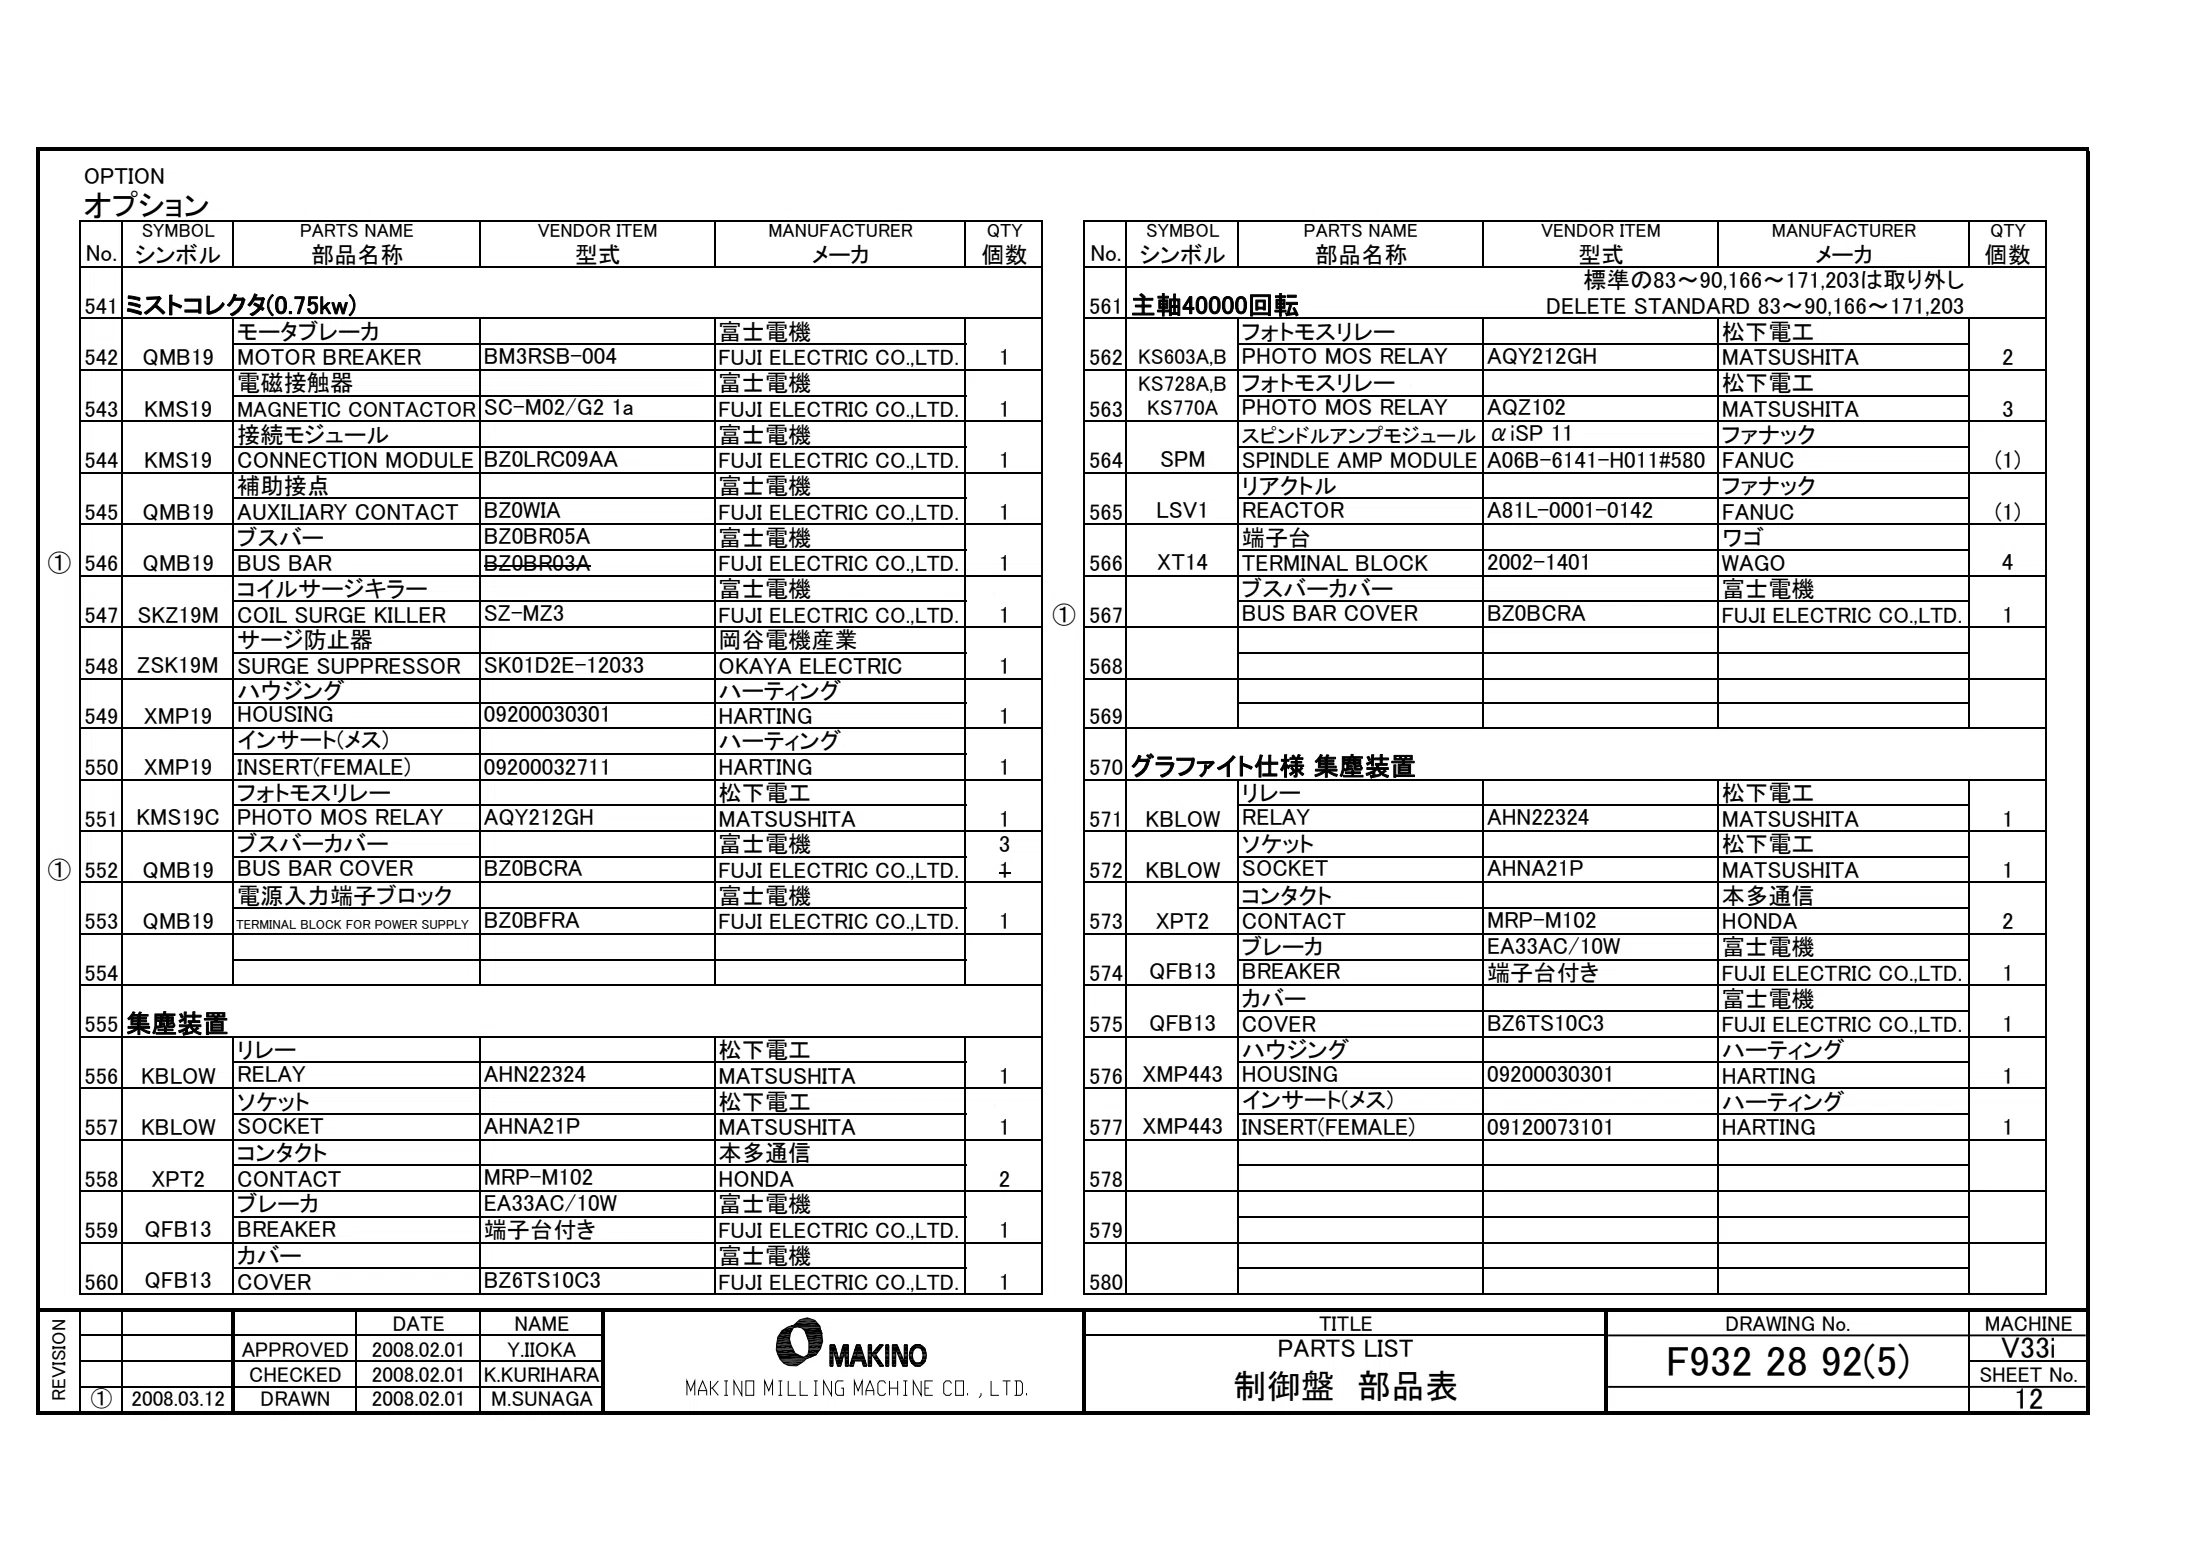 OPTION
オプション
No. SYMBOL シンボル PARTS NAME 部品名称 VENDOR ITEM 型式 MANUFACTURER メーカ QTY 個数
541 ミストコレクタ(0.75kw)
モータブレーカ 富士電機
542 QMB19 MOTOR BREAKER BM3RSB-004 FUJI ELECTRIC CO.,LTD. 1
電磁接触器 富士電機
543 KMS19 MAGNETIC CONTACTOR SC-M02/G2 1a FUJI ELECTRIC CO.,LTD. 1
接続モジュール 富士電機
544 KMS19 CONNECTION MODULE BZ0LRC09AA FUJI ELECTRIC CO.,LTD. 1
補助接点 富士電機
545 QMB19 AUXILIARY CONTACT BZ0WIA FUJI ELECTRIC CO.,LTD. 1
ブスバー BZ0BR05A 富士電機
① 546 QMB19 BUS BAR BZ0BR03A FUJI ELECTRIC CO.,LTD. 1
コイルサージキラー 富士電機
547 SKZ19M COIL SURGE KILLER SZ-MZ3 FUJI ELECTRIC CO.,LTD. 1
サージ防止器 岡谷電機産業
548 ZSK19M SURGE SUPPRESSOR SK01D2E-12033 OKAYA ELECTRIC 1
ハウジング ハーティング
549 XMP19 HOUSING 09200030301 HARTING 1
インサート(メス) ハーティング
550 XMP19 INSERT(FEMALE) 09200032711 HARTING 1
フォトモスリレー 松下電工
551 KMS19C PHOTO MOS RELAY AQY212GH MATSUSHITA 1
ブスバーカバー 富士電機 3
① 552 QMB19 BUS BAR COVER BZ0BCRA FUJI ELECTRIC CO.,LTD. 1
電源入力端子ブロック 富士電機
553 QMB19 TERMINAL BLOCK FOR POWER SUPPLY BZ0BFRA FUJI ELECTRIC CO.,LTD. 1
554
555 集塵装置
リレー 松下電工
556 KBLOW RELAY AHN22324 MATSUSHITA 1
ソケット 松下電工
557 KBLOW SOCKET AHNA21P MATSUSHITA 1
コンタクト 本多通信
558 XPT2 CONTACT MRP-M102 HONDA 2
ブレーカ EA33AC/10W 富士電機
559 QFB13 BREAKER 端子台付き FUJI ELECTRIC CO.,LTD. 1
カバー 富士電機
560 QFB13 COVER BZ6TS10C3 FUJI ELECTRIC CO.,LTD. 1
No. SYMBOL シンボル PARTS NAME 部品名称 VENDOR ITEM 型式 MANUFACTURER メーカ QTY 個数
標準の83～90,166～171,203は取り外し
561 主軸40000回転 DELETE STANDARD 83～90,166～171,203
フォトモスリレー 松下電工
562 KS603A,B PHOTO MOS RELAY AQY212GH MATSUSHITA 2
KS728A,B フォトモスリレー 松下電工
563 KS770A PHOTO MOS RELAY AQZ102 MATSUSHITA 3
スピンドルアンプモジュール αiSP 11 ファナック
564 SPM SPINDLE AMP MODULE A06B-6141-H011#580 FANUC (1)
リアクトル ファナック
565 LSV1 REACTOR A81L-0001-0142 FANUC (1)
端子台 ワゴ
566 XT14 TERMINAL BLOCK 2002-1401 WAGO 4
ブスバーカバー 富士電機
① 567 BUS BAR COVER BZ0BCRA FUJI ELECTRIC CO.,LTD. 1
568
569
570 グラファイト仕様 集塵装置
リレー 松下電工
571 KBLOW RELAY AHN22324 MATSUSHITA 1
ソケット 松下電工
572 KBLOW SOCKET AHNA21P MATSUSHITA 1
コンタクト 本多通信
573 XPT2 CONTACT MRP-M102 HONDA 2
ブレーカ EA33AC/10W 富士電機
574 QFB13 BREAKER 端子台付き FUJI ELECTRIC CO.,LTD. 1
カバー 富士電機
575 QFB13 COVER BZ6TS10C3 FUJI ELECTRIC CO.,LTD. 1
ハウジング ハーティング
576 XMP443 HOUSING 09200030301 HARTING 1
インサート(メス) ハーティング
577 XMP443 INSERT(FEMALE) 09120073101 HARTING 1
578
579
580
REVISION
DATE NAME
APPROVED 2008.02.01 Y.IIOKA
CHECKED 2008.02.01 K.KURIHARA
① 2008.03.12 DRAWN 2008.02.01 M.SUNAGA
MAKINO
MAKINO MILLING MACHINE CO.,LTD.
TITLE
PARTS LIST
制御盤 部品表
DRAWING No.
F932 28 92(5)
MACHINE
V33i
SHEET No.
12